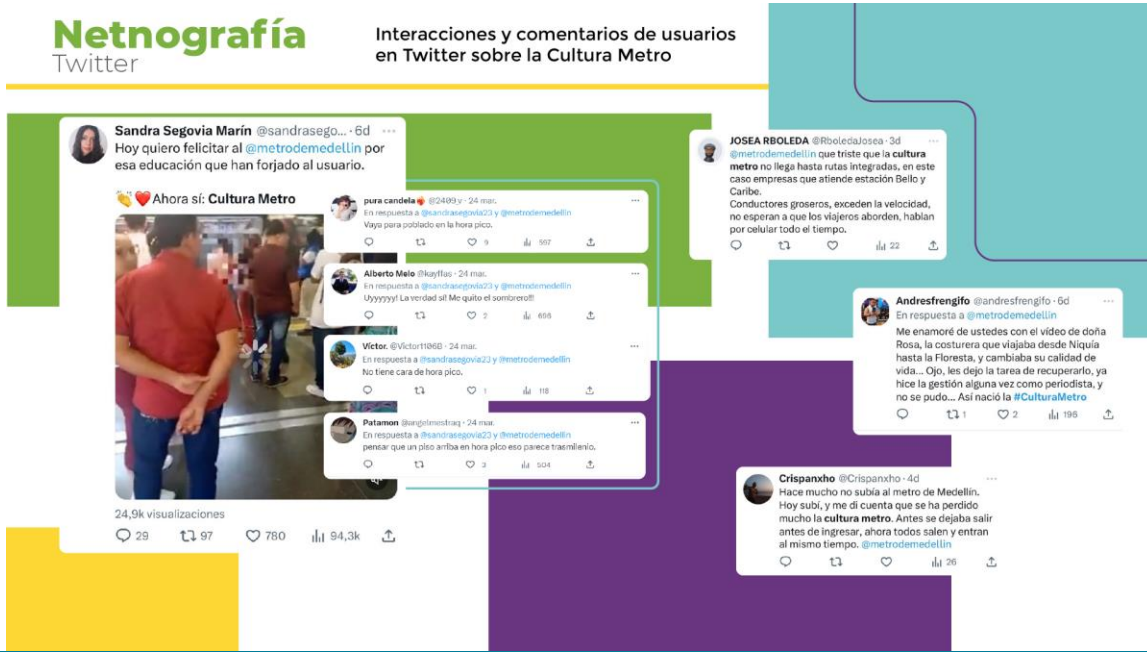 Netnografía
Twitter
Interacciones y comentarios de usuarios
en Twitter sobre la Cultura Metro
Sandra Segovia Marín @sandrasego... · 6d
Hoy quiero felicitar al @metrodemedellin por
esa educación que han forjado al usuario.
👏❤️Ahora sí: Cultura Metro
24,9k visualizaciones
29 97 780 94,3k
pura candela❤️‍🔥 @2409_y · 24 mar.
En respuesta a @sandrasegovia23 y @metrodemedellin
Vaya para poblado en la hora pico.
9 597
Alberto Melo @kayffas · 24 mar.
En respuesta a @sandrasegovia23 y @metrodemedellin
Uyyyyyy! La verdad sí! Me quito el sombrero!!!
2 698
Víctor. @Victor1106B · 24 mar.
En respuesta a @sandrasegovia23 y @metrodemedellin
No tiene cara de hora pico.
1 118
Patamon @angelmestraq · 24 mar.
En respuesta a @sandrasegovia23 y @metrodemedellin
pensar que un piso arriba en hora pico eso parece trasmilenio.
3 504
JOSEA RBOLEDA @RboledaJosea · 3d
@metrodemedellin que triste que la cultura
metro no llega hasta rutas integradas, en este
caso empresas que atiende estación Bello y
Caribe.
Conductores groseros, exceden la velocidad,
no esperan a que los viajeros aborden, hablan
por celular todo el tiempo.
22
Andresfrengifo @andresfrengifo · 6d
En respuesta a @metrodemedellin
Me enamoré de ustedes con el vídeo de doña
Rosa, la costurera que viajaba desde Niquía
hasta la Floresta, y cambiaba su calidad de
vida... Ojo, les dejo la tarea de recuperarlo, ya
hice la gestión alguna vez como periodista, y
no se pudo... Así nació la #CulturaMetro
1 2 196
Crispanxho @Crispanxho · 4d
Hace mucho no subía al metro de Medellín.
Hoy subí, y me di cuenta que se ha perdido
mucho la cultura metro. Antes se dejaba salir
antes de ingresar, ahora todos salen y entran
al mismo tiempo. @metrodemedellin
26